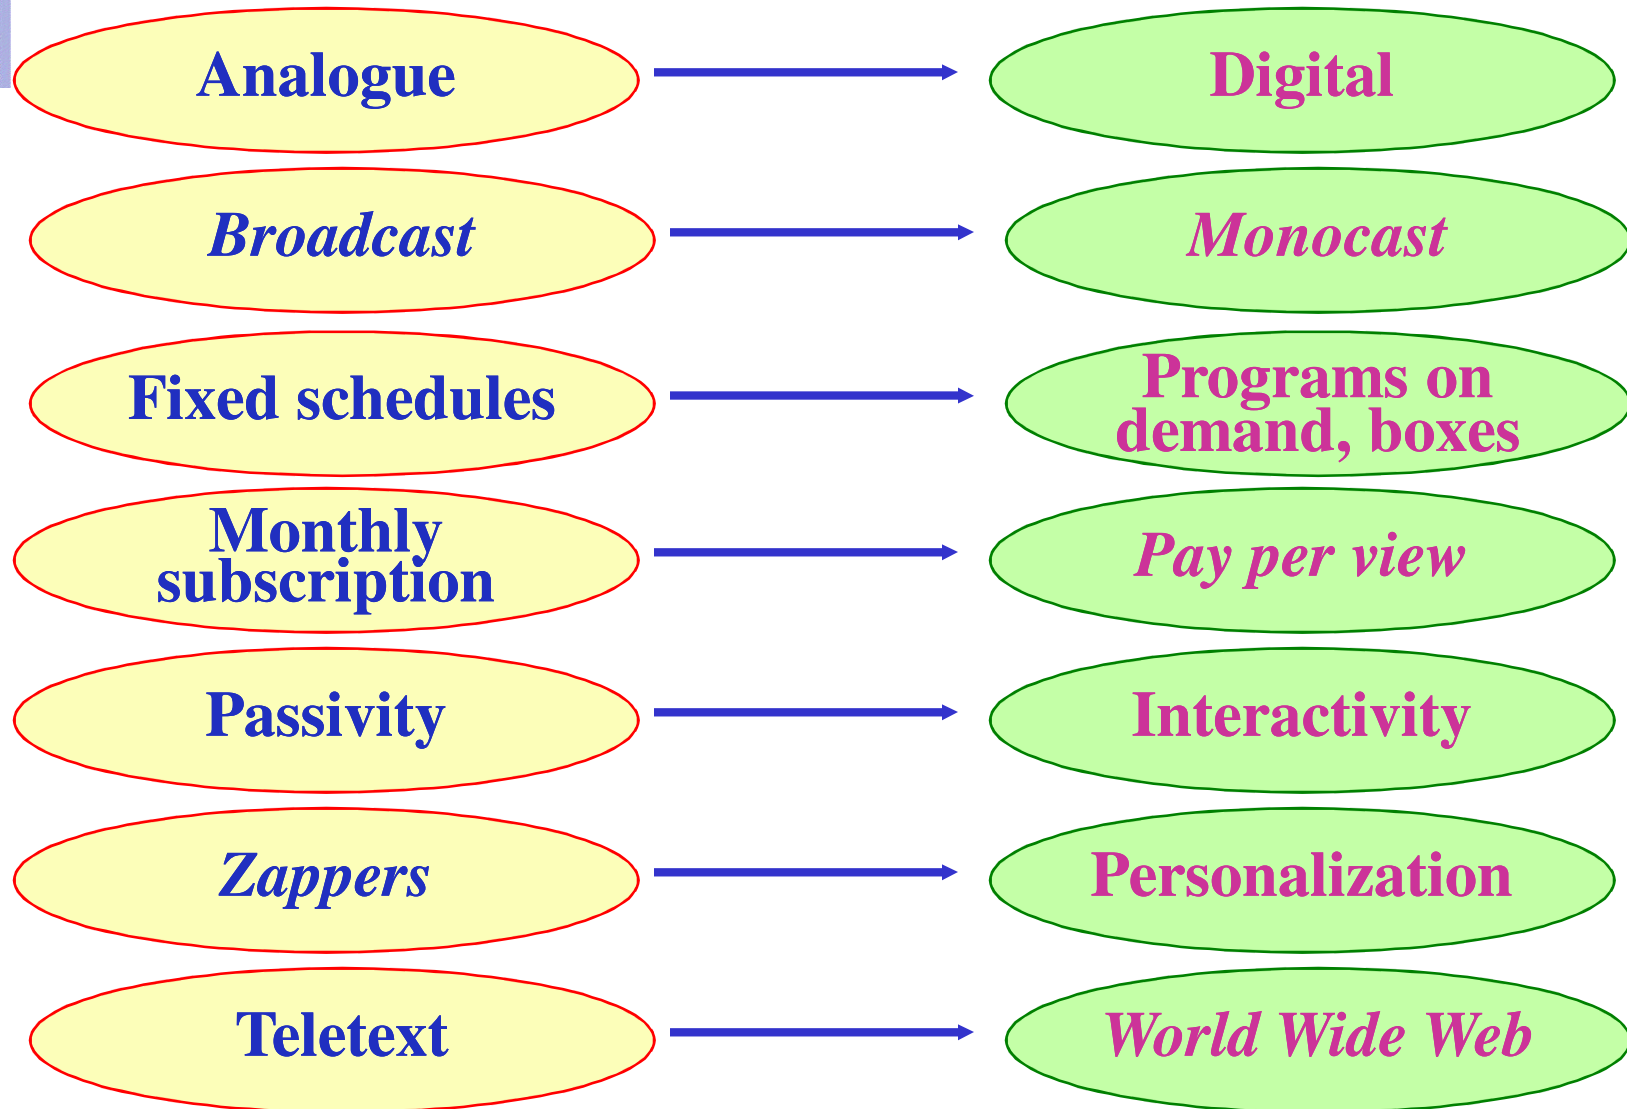 Analogue
Digital
Broadcast
Monocast
Fixed schedules
Programs on
demand, boxes
Monthly
subscription
Pay per view
Passivity
Interactivity
Zappers
Personalization
Teletext
World Wide Web